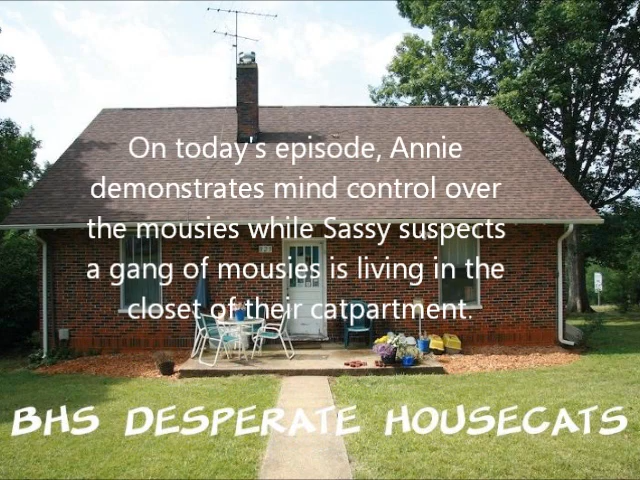 On today's episode, Annie
demonstrates mind control over
the mousies while Sassy suspects
a gang of mousies is living in the
closet of their catpartment.
BHS DESPERATE HOUSECATS